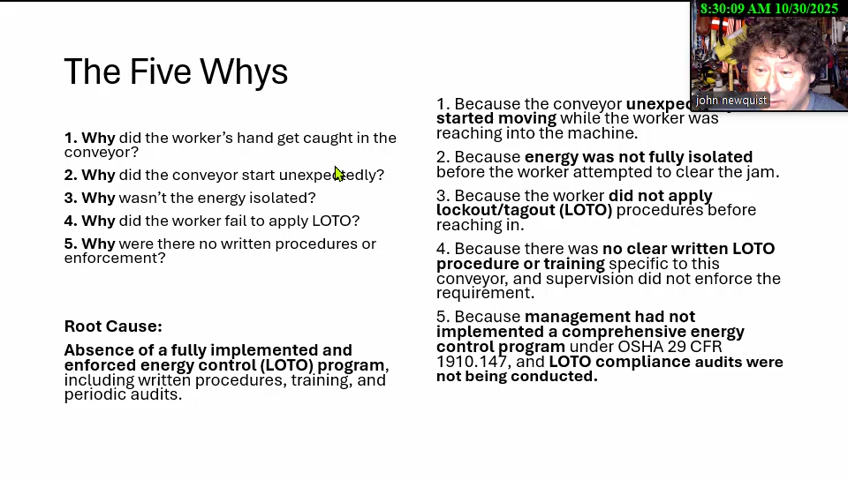 8:30:09 AM 10/30/2025
john newquist
The Five Whys
1. Why did the worker's hand get caught in the
conveyor?
2. Why did the conveyor start unexpectedly?
3. Why wasn't the energy isolated?
4. Why did the worker fail to apply LOTO?
5. Why were there no written procedures or
enforcement?
Root Cause:
Absence of a fully implemented and
enforced energy control (LOTO) program,
including written procedures, training, and
periodic audits.
1. Because the conveyor
started moving while the worker was
reaching into the machine.
2. Because energy was not fully isolated
before the worker attempted to clear the jam.
3. Because the worker did not apply
lockout/tagout (LOTO) procedures before
reaching in.
4. Because there was no clear written LOTO
procedure or training specific to this
conveyor, and supervision did not enforce the
requirement.
5. Because management had not
implemented a comprehensive energy
control program under OSHA 29 CFR
1910.147, and LOTO compliance audits were
not being conducted.